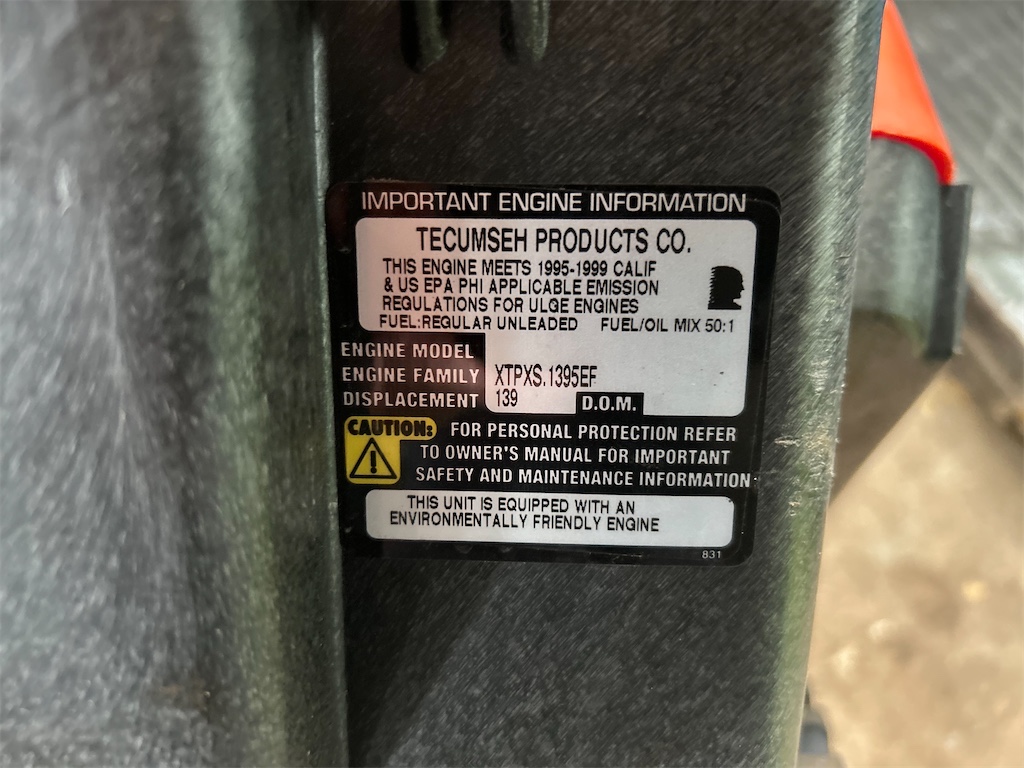 IMPORTANT ENGINE INFORMATION
TECUMSEH PRODUCTS CO.
THIS ENGINE MEETS 1995-1999 CALIF
& US EPA PHI APPLICABLE EMISSION
REGULATIONS FOR ULGE ENGINES
FUEL:REGULAR UNLEADED FUEL/OIL MIX 50:1
ENGINE MODEL
ENGINE FAMILY XTPXS.1395EF
DISPLACEMENT 139 D.O.M.
CAUTION: FOR PERSONAL PROTECTION REFER
TO OWNER'S MANUAL FOR IMPORTANT
SAFETY AND MAINTENANCE INFORMATION
THIS UNIT IS EQUIPPED WITH AN
ENVIRONMENTALLY FRIENDLY ENGINE
831